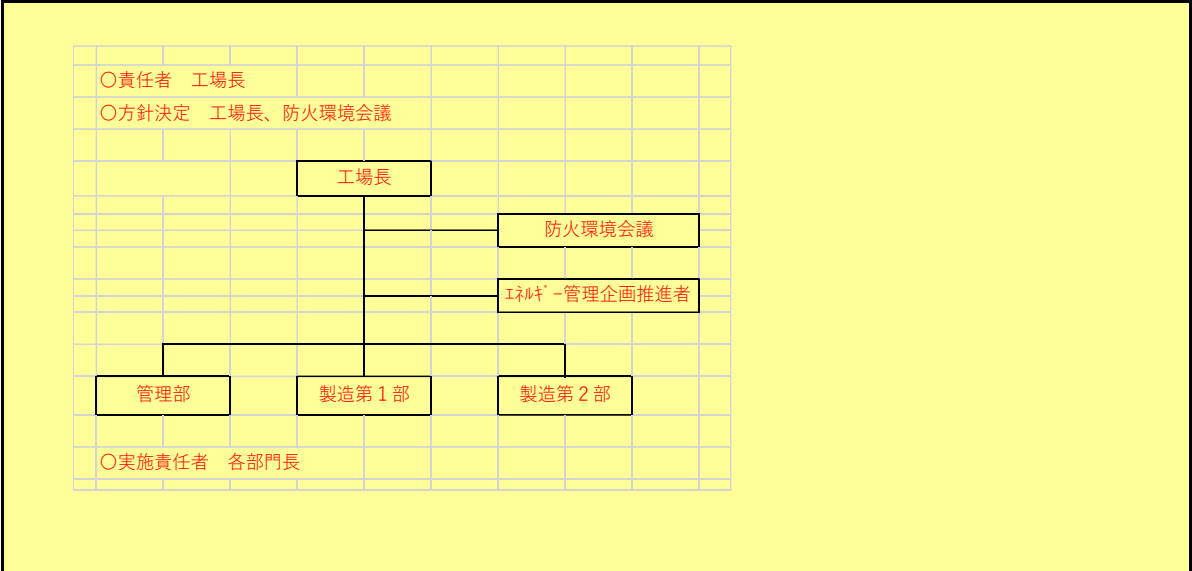 〇責任者　工場長
〇方針決定　工場長、防火環境会議
工場長
防火環境会議
ｴﾈﾙｷﾞｰ管理企画推進者
管理部
製造第１部
製造第２部
〇実施責任者　各部門長